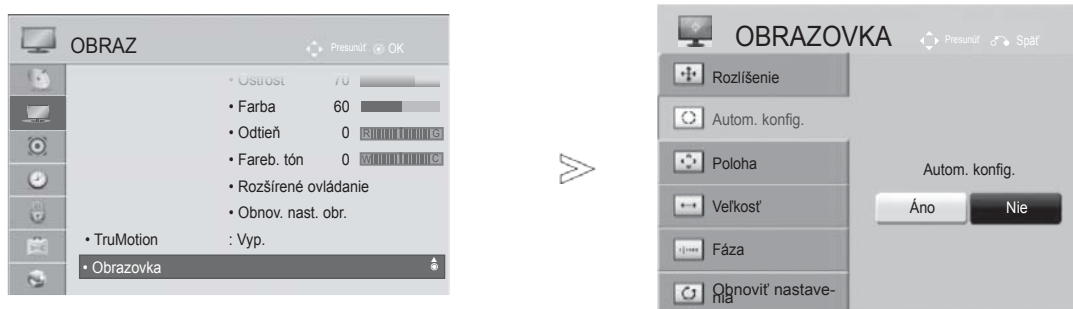 OBRAZ
Presunúť OK
• Ostrosť 70
• Farba 60
• Odtieň 0 R G
• Fareb. tón 0 W C
• Rozšírené ovládanie
• Obnov. nast. obr.
• TruMotion : Vyp.
• Obrazovka
OBRAZOVKA
Presunúť Späť
Rozlíšenie
Autom. konfig.
Poloha
Veľkosť
Fáza
Obnoviť nastave-
nia
Autom. konfig.
Áno Nie